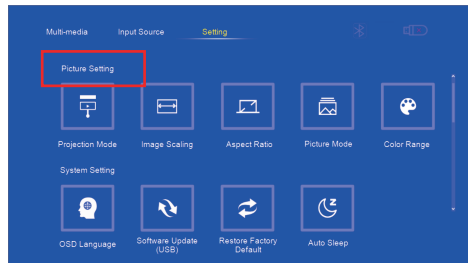 Multi-media Input Source Setting
Picture Setting
Projection Mode Image Scaling Aspect Ratio Picture Mode Color Range
System Setting
OSD Language Software Update (USB) Restore Factory Default Auto Sleep